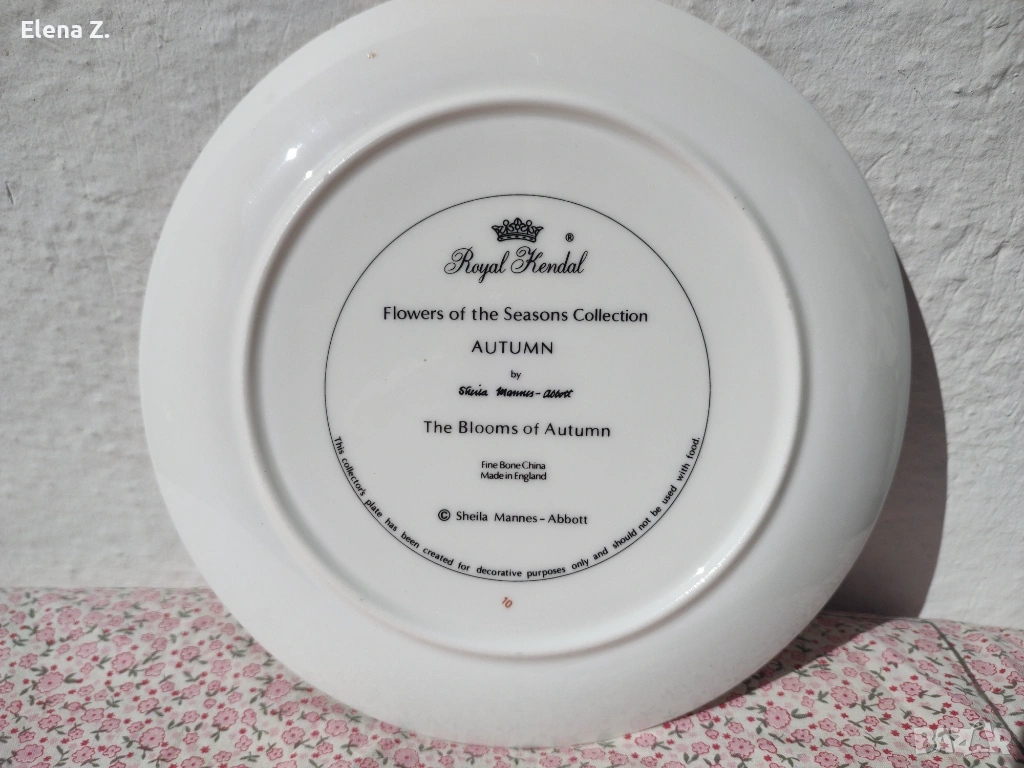 Elena Z.
®
Royal Kendal
Flowers of the Seasons Collection
AUTUMN
by
Sheila Mannes-Abbott
The Blooms of Autumn
Fine Bone China
Made in England
© Sheila Mannes-Abbott
This collector's plate has been created for decorative purposes only and should not be used with food.
10